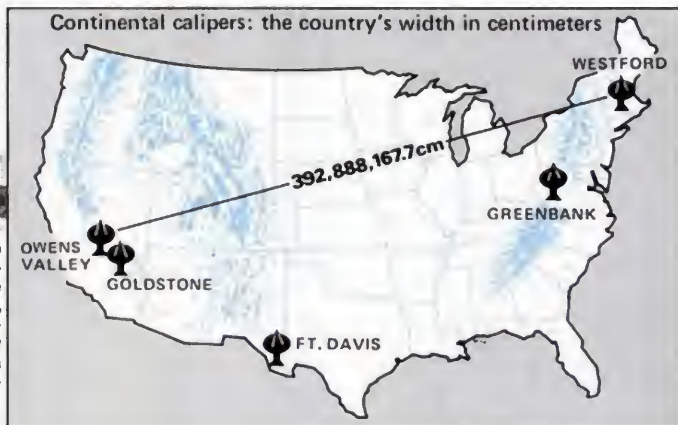 Continental calipers: the country's width in centimeters
WESTFORD
392,888,167.7cm
GREENBANK
OWENS
VALLEY
GOLDSTONE
FT. DAVIS